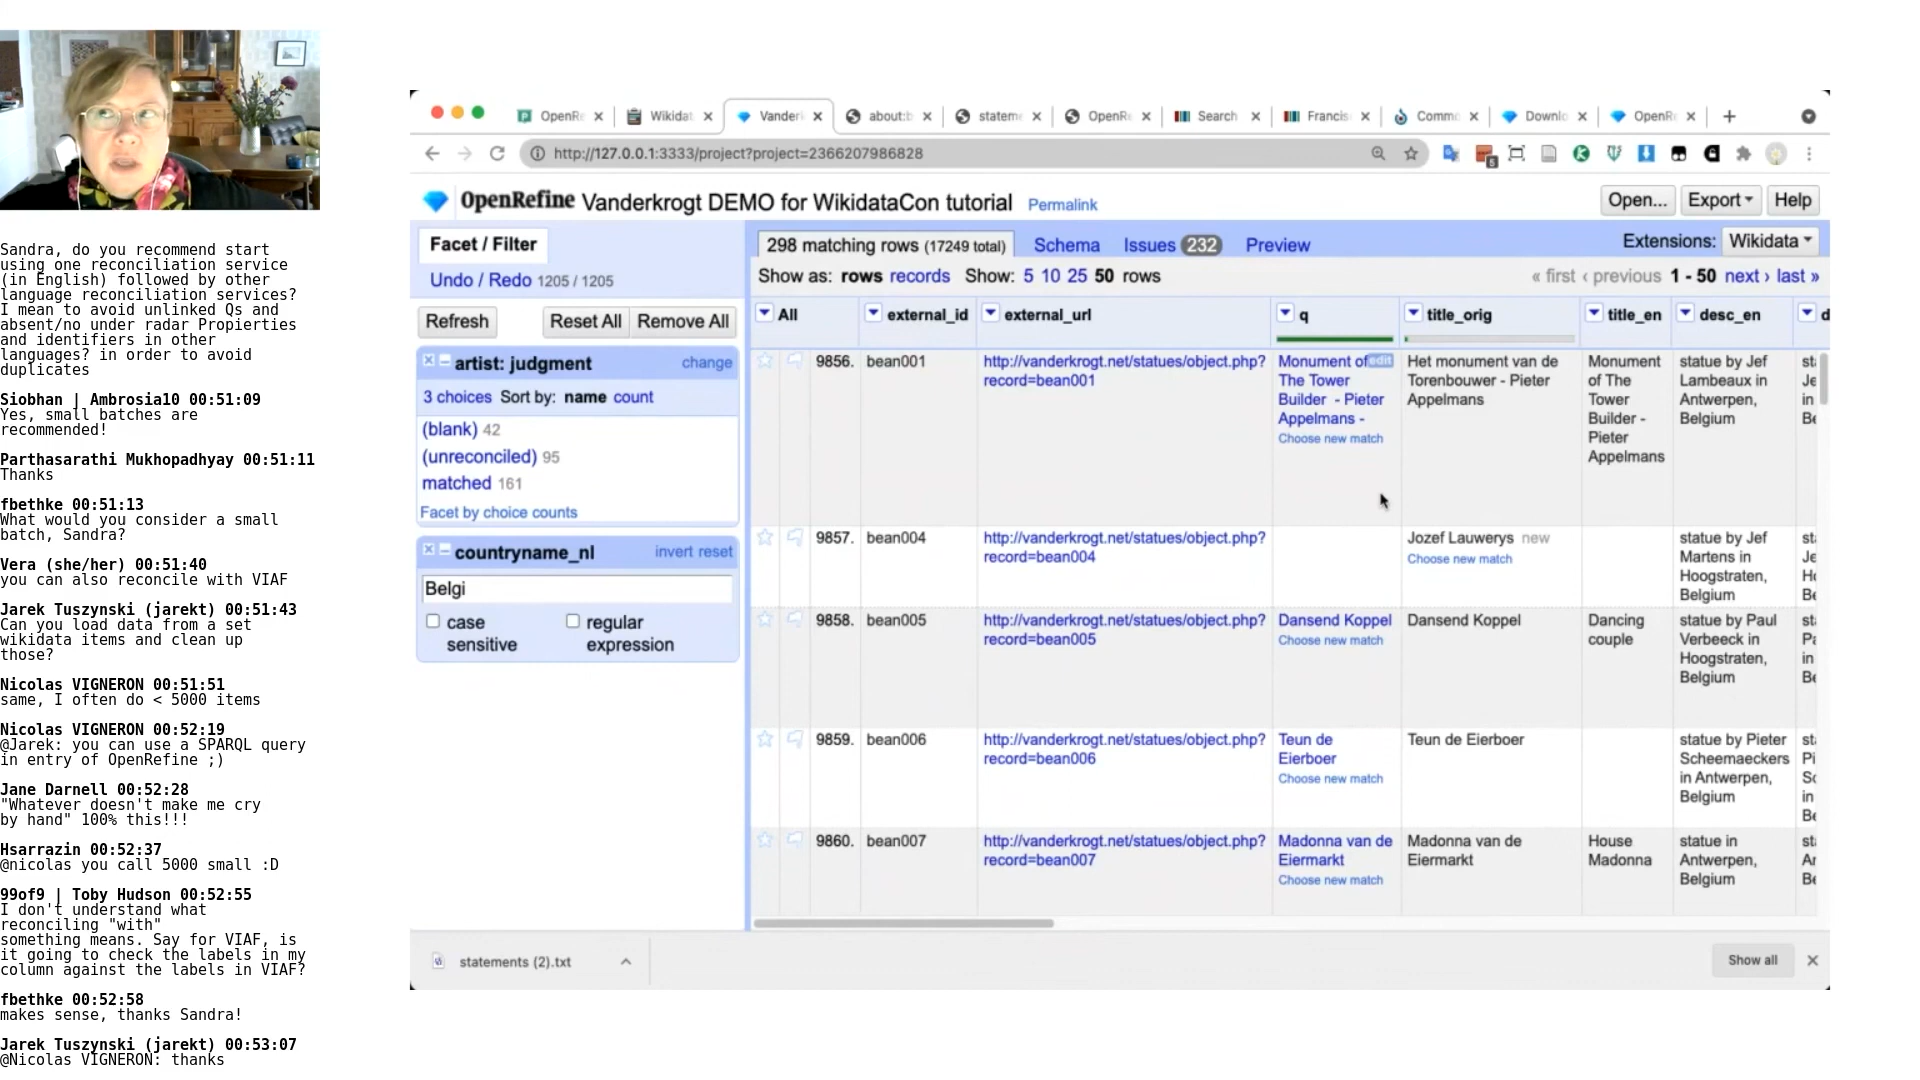 Sandra, do you recommend start
using one reconciliation service
(in English) followed by other
language reconciliation services?
I mean to avoid unlinked Qs and
absent/no under radar Propierties
and identifiers in other
languages? in order to avoid
duplicates
Siobhan | Ambrosia10 00:51:09
Yes, small batches are
recommended!
Parthasarathi Mukhopadhyay 00:51:11
Thanks
fbethke 00:51:13
What would you consider a small
batch, Sandra?
Vera (she/her) 00:51:40
you can also reconcile with VIAF
Jarek Tuszynski (jarekt) 00:51:43
Can you load data from a set
wikidata items and clean up
those?
Nicolas VIGNERON 00:51:51
same, I often do < 5000 items
Nicolas VIGNERON 00:52:19
@Jarek: you can use a SPARQL query
in entry of OpenRefine ;)
Jane Darnell 00:52:28
"Whatever doesn't make me cry
by hand" 100% this!!!
Hsarrazin 00:52:37
@nicolas you call 5000 small :D
99of9 | Toby Hudson 00:52:55
I don't understand what
reconciling "with"
something means. Say for VIAF, is
it going to check the labels in my
column against the labels in VIAF?
fbethke 00:52:58
makes sense, thanks Sandra!
Jarek Tuszynski (jarekt) 00:53:07
@Nicolas VIGNERON: thanks
OpenRe Wikidat Vander about:b statem OpenRe Search Francis Commo Downlo OpenRe
http://127.0.0.1:3333/project?project=2366207986828
5
OpenRefine Vanderkrogt DEMO for WikidataCon tutorial Permalink
Open... Export Help
Facet / Filter
Undo / Redo 1205 / 1205
Refresh Reset All Remove All
artist: judgment change
3 choices Sort by: name count
(blank) 42
(unreconciled) 95
matched 161
Facet by choice counts
countryname_nl invert reset
Belgi
case sensitive
regular expression
298 matching rows (17249 total) Schema Issues 232 Preview
Extensions: Wikidata
Show as: rows records Show: 5 10 25 50 rows
« first ‹ previous 1 - 50 next › last »
All external_id external_url q title_orig title_en desc_en d
9856. bean001
http://vanderkrogt.net/statues/object.php?
record=bean001
Monument of edit
The Tower
Builder - Pieter
Appelmans -
Choose new match
Het monument van de
Torenbouwer - Pieter
Appelmans
Monument
of The
Tower
Builder -
Pieter
Appelmans
statue by Jef
Lambeaux in
Antwerpen,
Belgium
9857. bean004
http://vanderkrogt.net/statues/object.php?
record=bean004
Jozef Lauwerys new
Choose new match
statue by Jef
Martens in
Hoogstraten,
Belgium
9858. bean005
http://vanderkrogt.net/statues/object.php?
record=bean005
Dansend Koppel
Choose new match
Dansend Koppel
Dancing
couple
statue by Paul
Verbeeck in
Hoogstraten,
Belgium
9859. bean006
http://vanderkrogt.net/statues/object.php?
record=bean006
Teun de
Eierboer
Choose new match
Teun de Eierboer
statue by Pieter
Scheemaeckers
in Antwerpen,
Belgium
9860. bean007
http://vanderkrogt.net/statues/object.php?
record=bean007
Madonna van de
Eiermarkt
Choose new match
Madonna van de
Eiermarkt
House
Madonna
statue in
Antwerpen,
Belgium
statements (2).txt
Show all